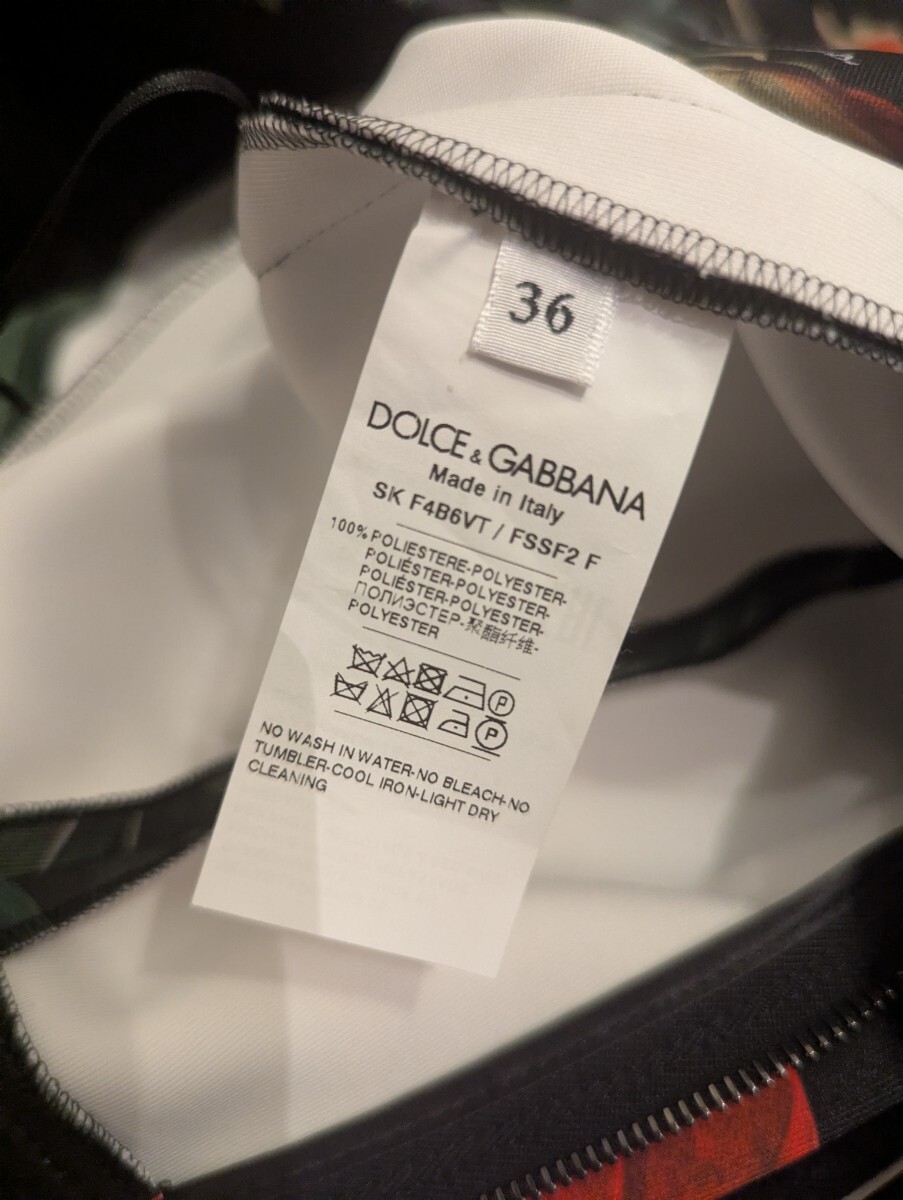 36
DOLCE & GABBANA
Made in Italy
SK F4B6VT / FSSF2 F
100% POLIESTERE-POLYESTER-
POLIÉSTER-POLYESTER-
POLIÉSTER-POLYESTER-
ПОЛИЭСТЕР-聚酯纤维-
POLYESTER
P
P
NO WASH IN WATER-NO BLEACH-NO
TUMBLER-COOL IRON-LIGHT DRY
CLEANING